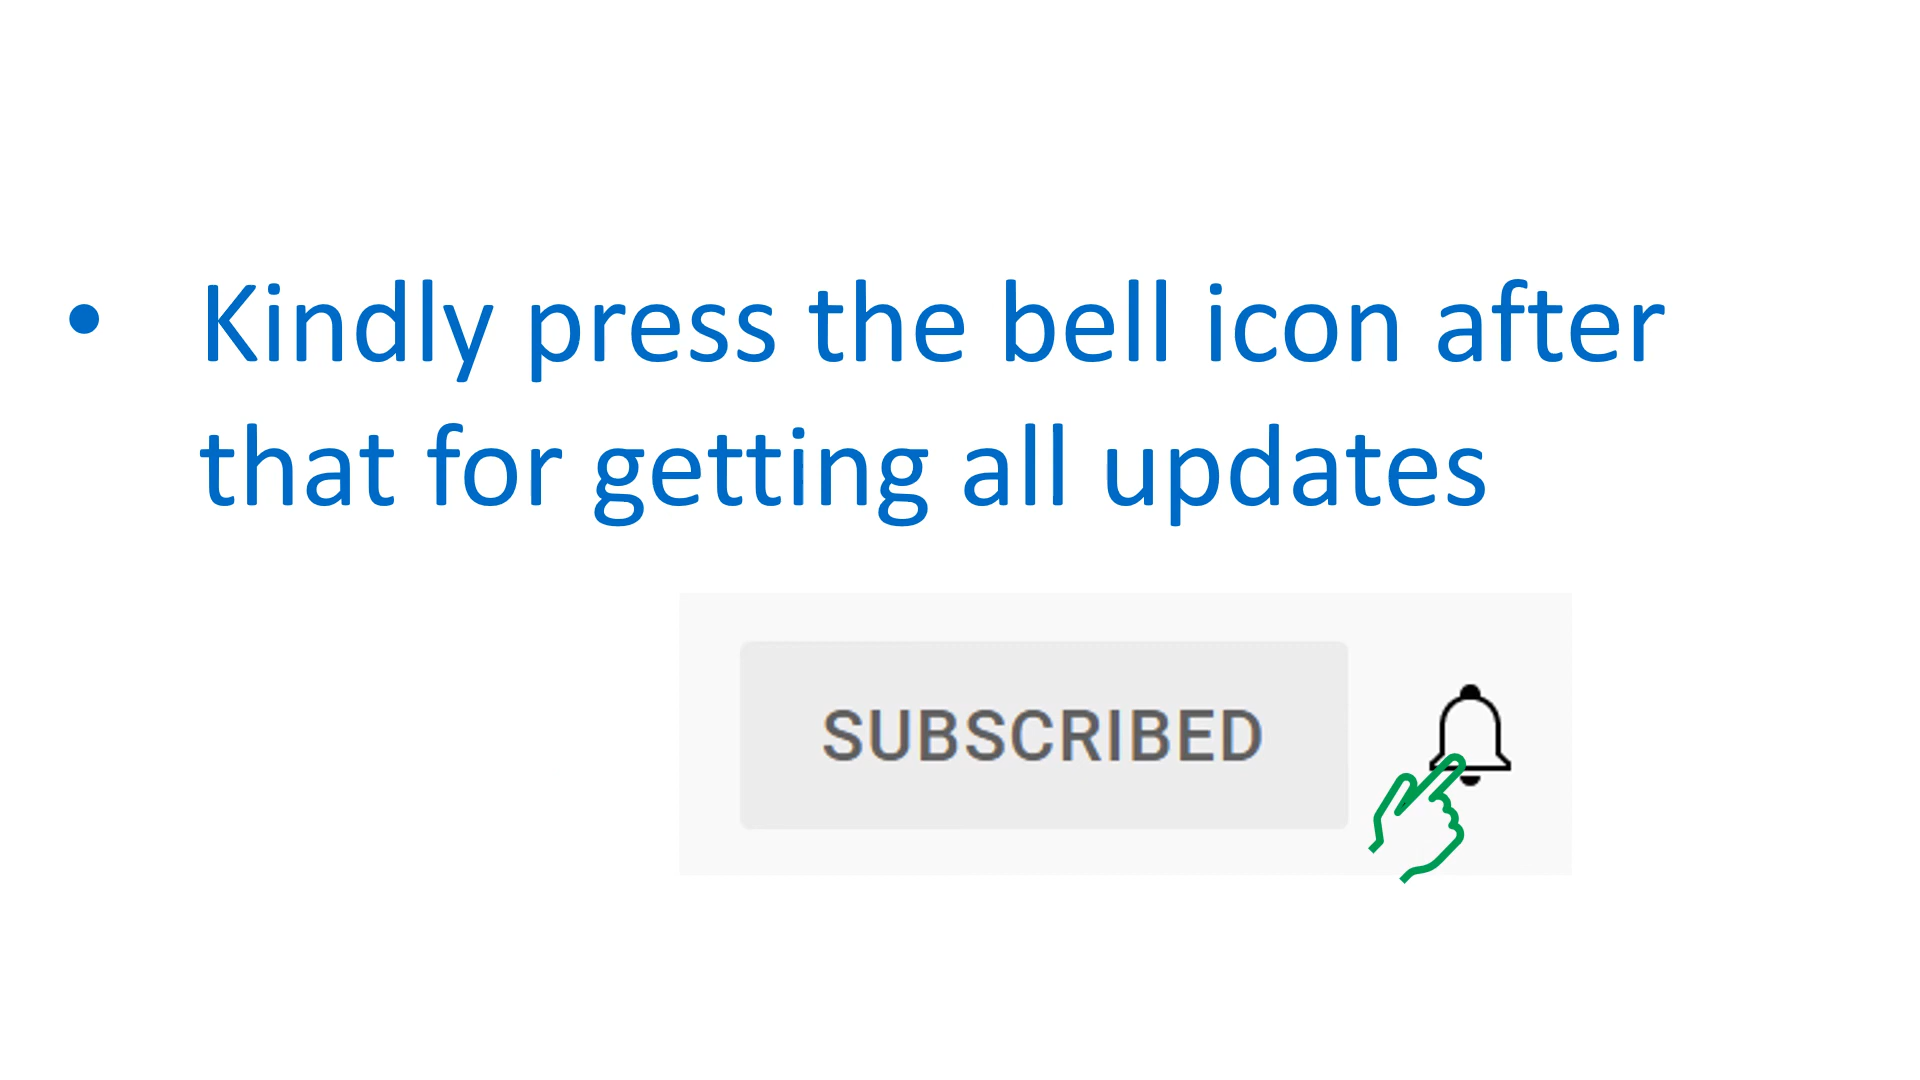 • Kindly press the bell icon after
that for getting all updates
SUBSCRIBED